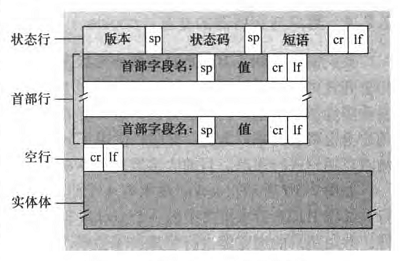 状态行 版本 sp 状态码 sp 短语 cr lf
首部字段名： sp 值 cr lf
首部行
首部字段名： sp 值 cr lf
空行 cr lf
实体体